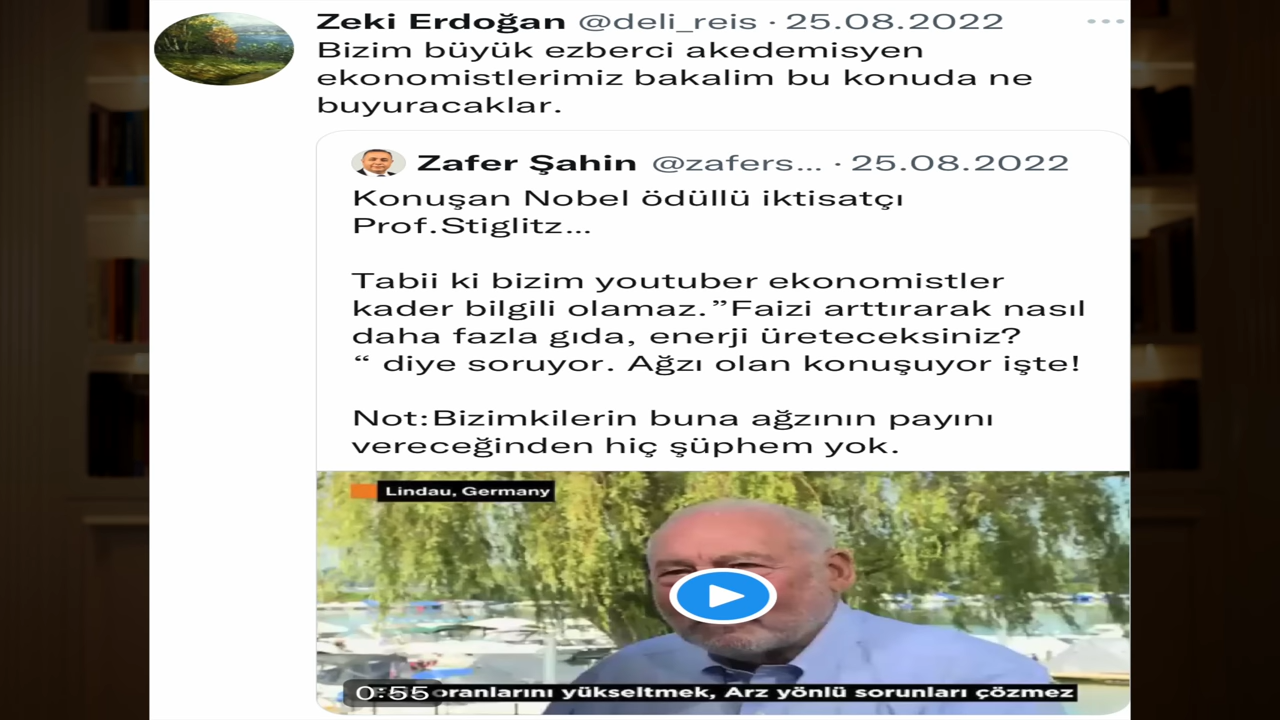 Zeki Erdoğan @deli_reis · 25.08.2022
Bizim büyük ezberci akedemisyen
ekonomistlerimiz bakalim bu konuda ne
buyuracaklar.
Zafer Şahin @zafers... · 25.08.2022
Konuşan Nobel ödüllü iktisatçı
Prof.Stiglitz...
Tabii ki bizim youtuber ekonomistler
kader bilgili olamaz.”Faizi arttırarak nasıl
daha fazla gıda, enerji üreteceksiniz?
“ diye soruyor. Ağzı olan konuşuyor işte!
Not:Bizimkilerin buna ağzının payını
vereceğinden hiç şüphem yok.
Lindau, Germany
0:55 oranlarını yükseltmek, Arz yönlü sorunları çözmez